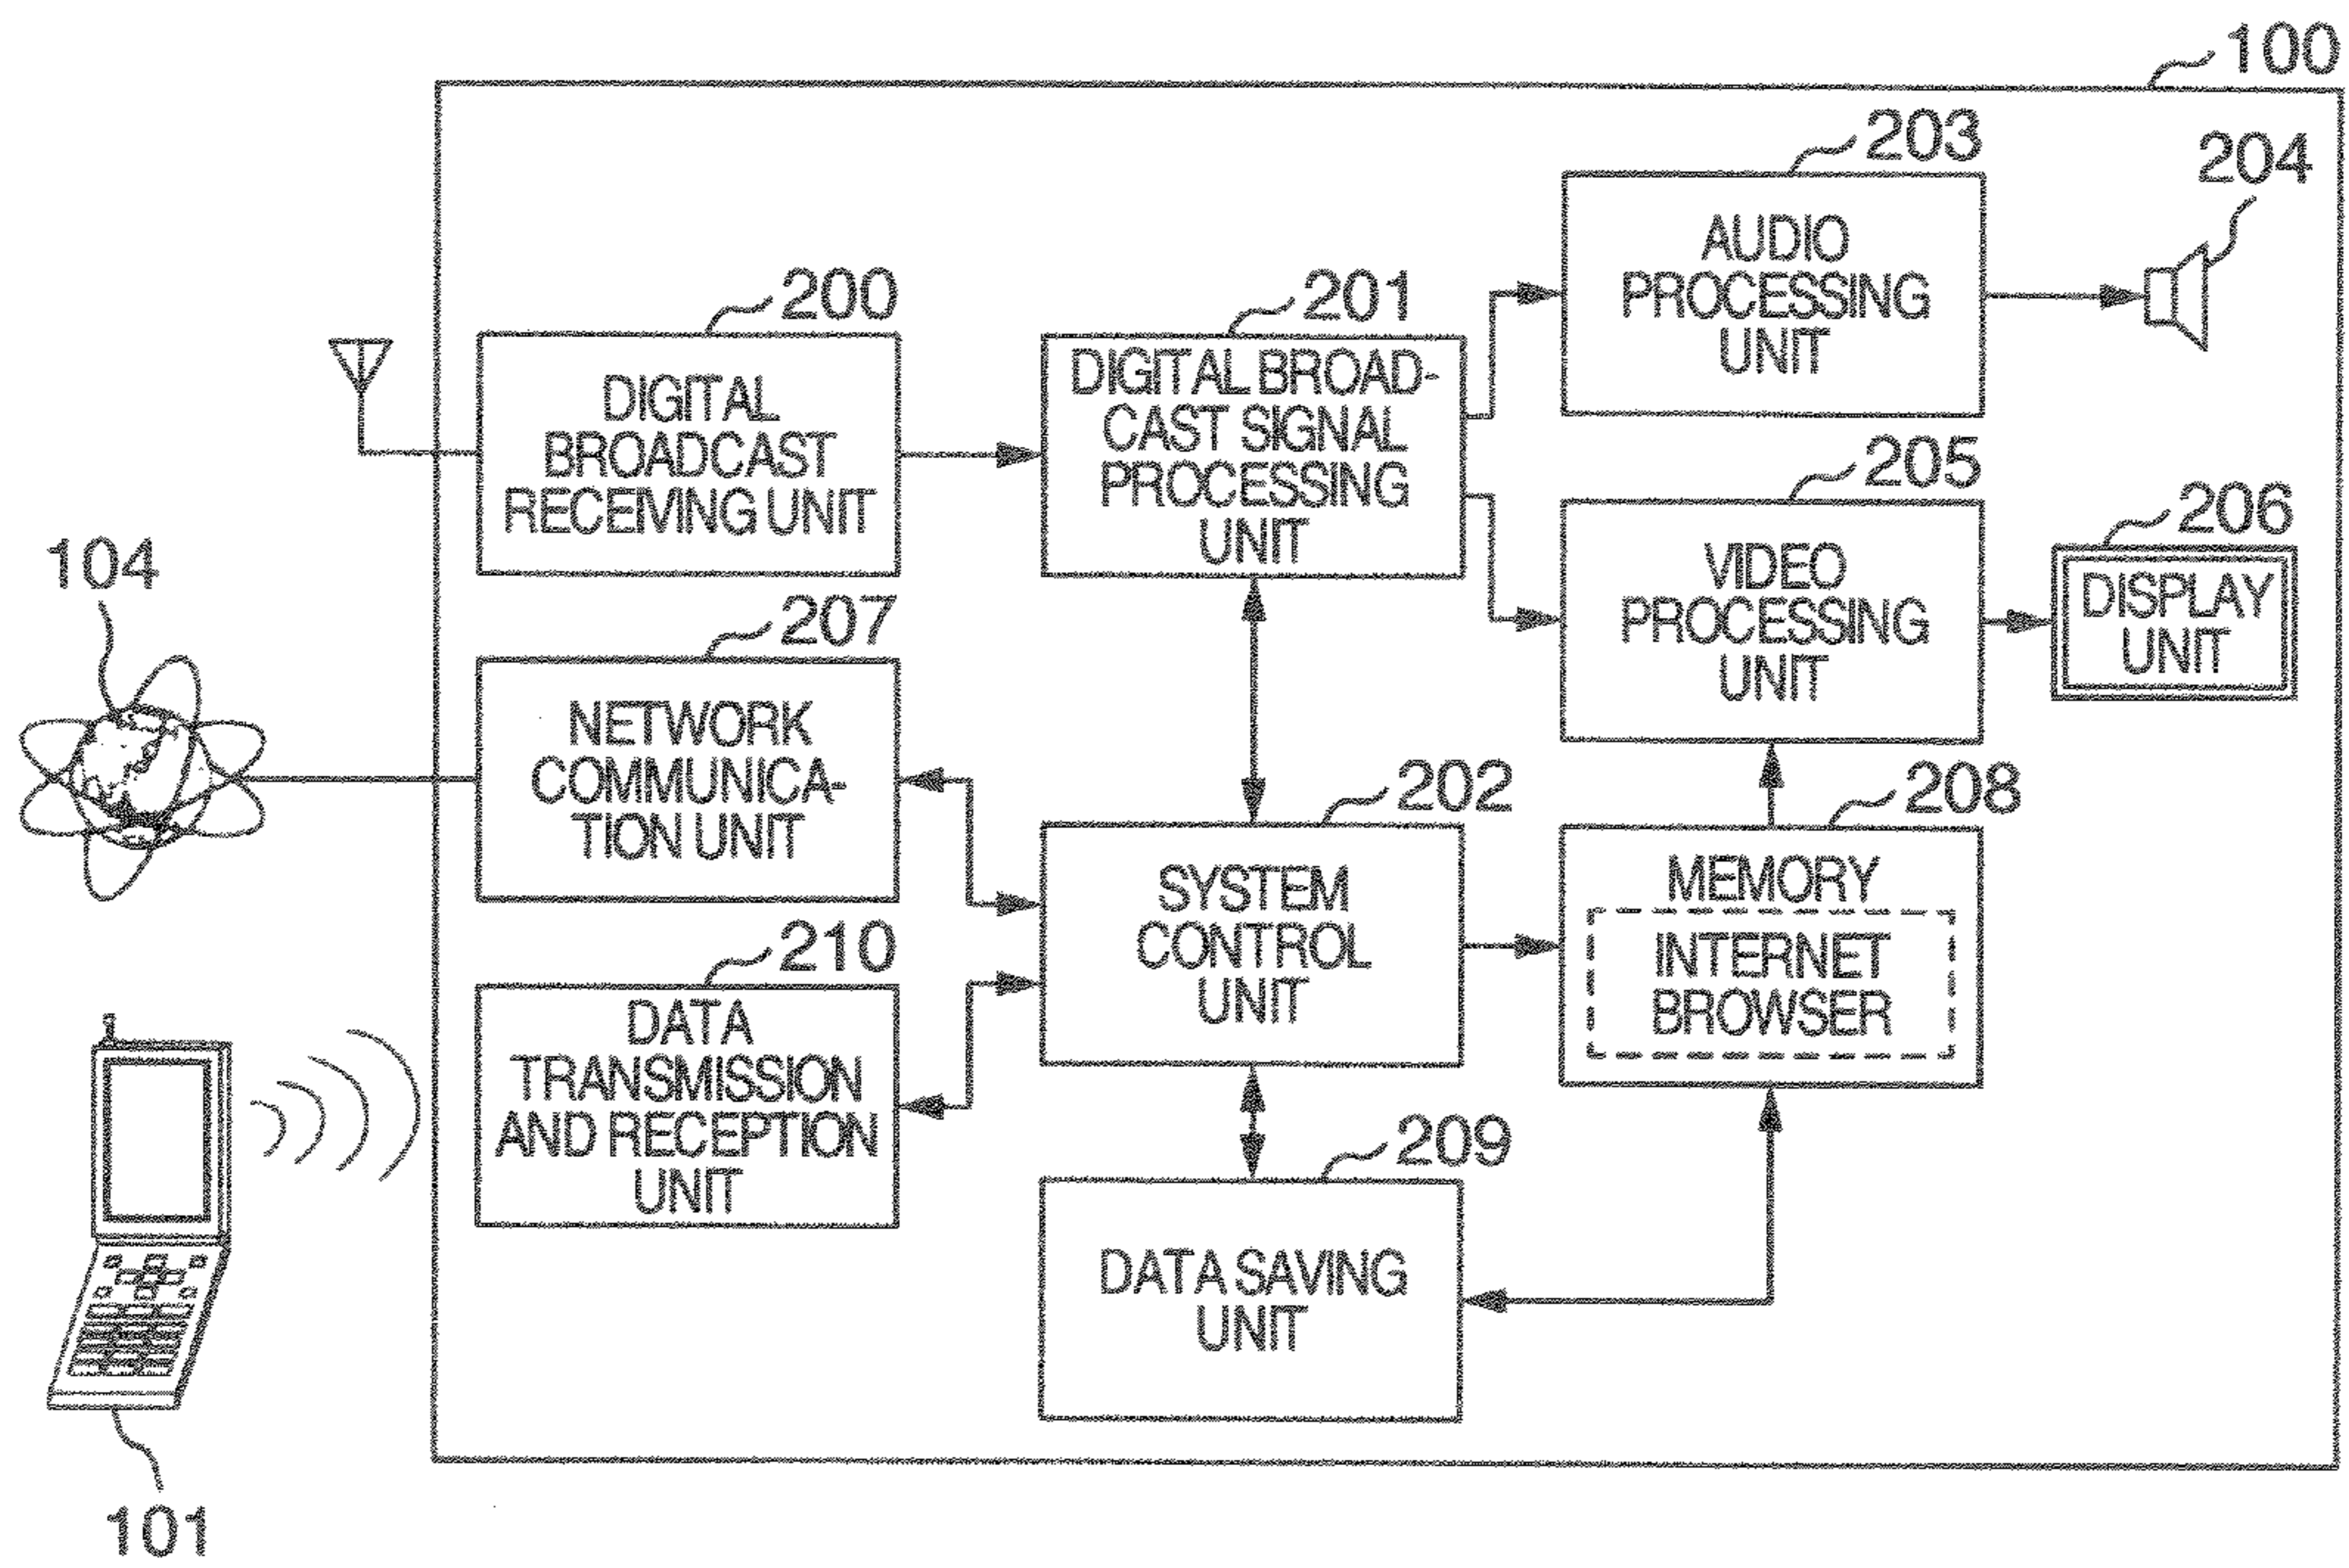 100
203
204
AUDIO
PROCESSING
UNIT
200
201
DIGITAL
BROADCAST
RECEIVING UNIT
DIGITAL BROAD-
CAST SIGNAL
PROCESSING
UNIT
205
206
VIDEO
PROCESSING
UNIT
DISPLAY
UNIT
104
207
NETWORK
COMMUNICA-
TION UNIT
202
208
SYSTEM
CONTROL
UNIT
MEMORY
INTERNET
BROWSER
210
DATA
TRANSMISSION
AND RECEPTION
UNIT
209
DATA SAVING
UNIT
101